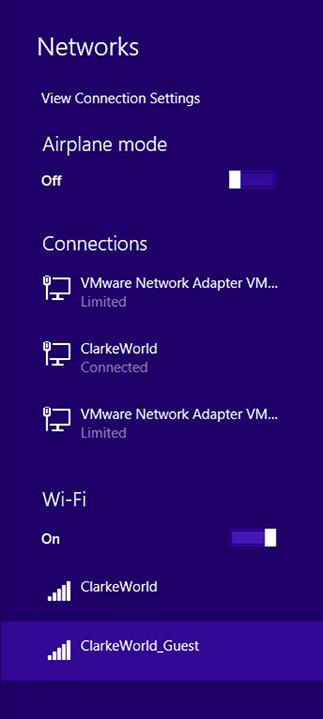 Networks
View Connection Settings
Airplane mode
Off
Connections
VMware Network Adapter VM...
Limited
ClarkeWorld
Connected
VMware Network Adapter VM...
Limited
Wi-Fi
On
ClarkeWorld
ClarkeWorld_Guest